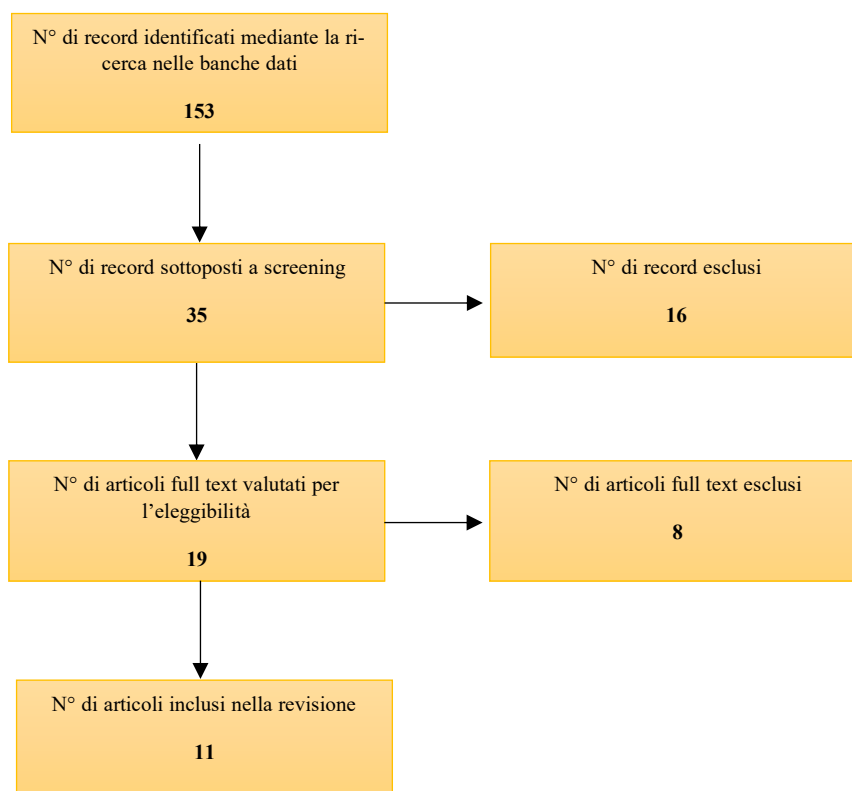 N° di record identificati mediante la ri-
cerca nelle banche dati
153
N° di record sottoposti a screening
35
N° di record esclusi
16
N° di articoli full text valutati per
l’eleggibilità
19
N° di articoli full text esclusi
8
N° di articoli inclusi nella revisione
11